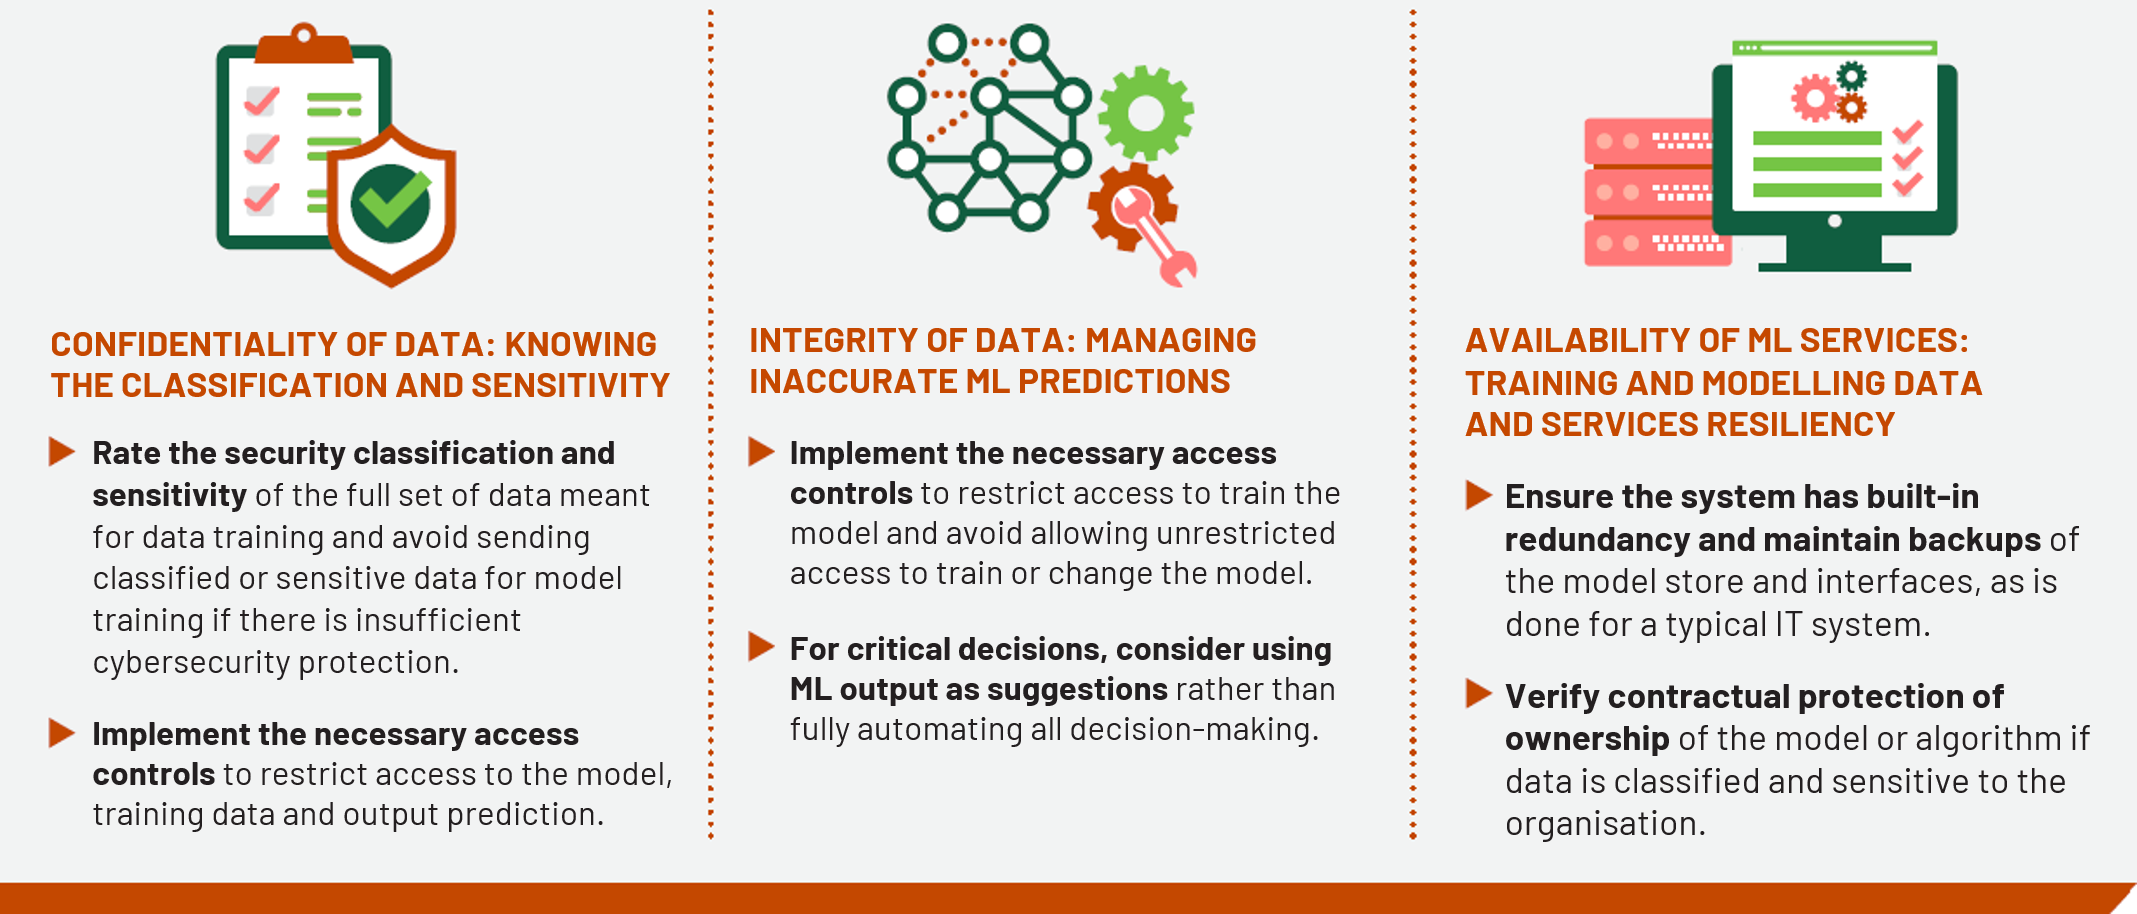 CONFIDENTIALITY OF DATA: KNOWING
THE CLASSIFICATION AND SENSITIVITY
Rate the security classification and
sensitivity of the full set of data meant
for data training and avoid sending
classified or sensitive data for model
training if there is insufficient
cybersecurity protection.
Implement the necessary access
controls to restrict access to the model,
training data and output prediction.
INTEGRITY OF DATA: MANAGING
INACCURATE ML PREDICTIONS
Implement the necessary access
controls to restrict access to train the
model and avoid allowing unrestricted
access to train or change the model.
For critical decisions, consider using
ML output as suggestions rather than
fully automating all decision-making.
AVAILABILITY OF ML SERVICES:
TRAINING AND MODELLING DATA
AND SERVICES RESILIENCY
Ensure the system has built-in
redundancy and maintain backups of
the model store and interfaces, as is
done for a typical IT system.
Verify contractual protection of
ownership of the model or algorithm if
data is classified and sensitive to the
organisation.